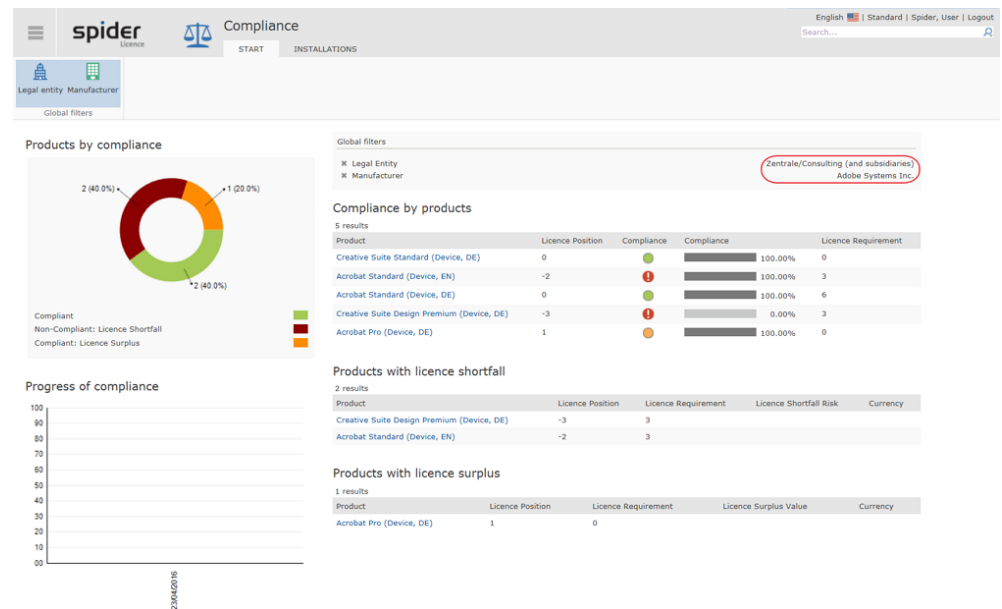 English | Standard | Spider, User | Logout
spider
Licence
Compliance
Search...
START INSTALLATIONS
Legal entity Manufacturer
Global filters
Products by compliance
2 (40.0%)
1 (20.0%)
2 (40.0%)
Compliant
Non-Compliant: Licence Shortfall
Compliant: Licence Surplus
Progress of compliance
100
90
80
70
60
50
40
30
20
10
00
23/04/2016
Global filters
Legal Entity Zentrale/Consulting (and subsidiaries)
Manufacturer Adobe Systems Inc.
Compliance by products
5 results
Product Licence Position Compliance Compliance Licence Requirement
Creative Suite Standard (Device, DE) 0 100.00% 0
Acrobat Standard (Device, EN) -2 100.00% 3
Acrobat Standard (Device, DE) 0 100.00% 6
Creative Suite Design Premium (Device, DE) -3 0.00% 3
Acrobat Pro (Device, DE) 1 100.00% 0
Products with licence shortfall
2 results
Product Licence Position Licence Requirement Licence Shortfall Risk Currency
Creative Suite Design Premium (Device, DE) -3 3
Acrobat Standard (Device, EN) -2 3
Products with licence surplus
1 results
Product Licence Position Licence Requirement Licence Surplus Value Currency
Acrobat Pro (Device, DE) 1 0